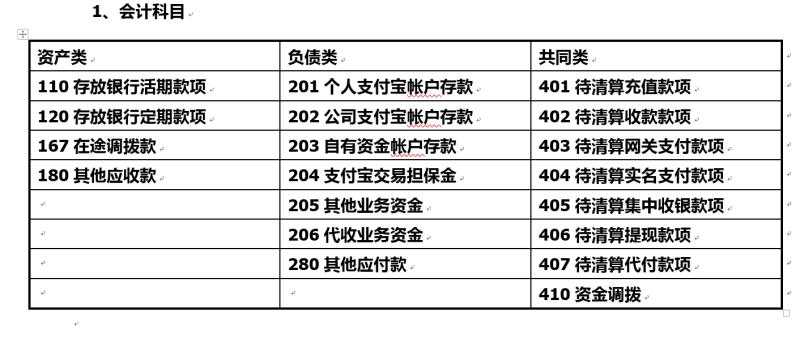 1、会计科目
资产类 负债类 共同类
110 存放银行活期款项 201 个人支付宝帐户存款 401 待清算充值款项
120 存放银行定期款项 202 公司支付宝帐户存款 402 待清算收款款项
167 在途调拨款 203 自有资金帐户存款 403 待清算网关支付款项
180 其他应收款 204 支付宝交易担保金 404 待清算实名支付款项
205 其他业务资金 405 待清算集中收银款项
206 代收业务资金 406 待清算提现款项
280 其他应付款 407 待清算代付款项
410 资金调拨